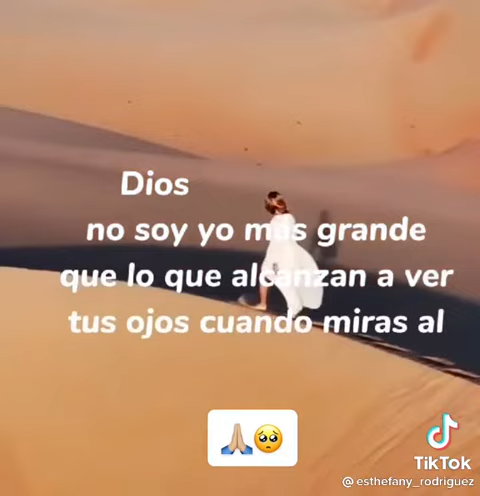 Dios
no soy yo más grande
que lo que alcanzan a ver
tus ojos cuando miras al
🙏🏼🥺
TikTok
@esthefany_rodriguez